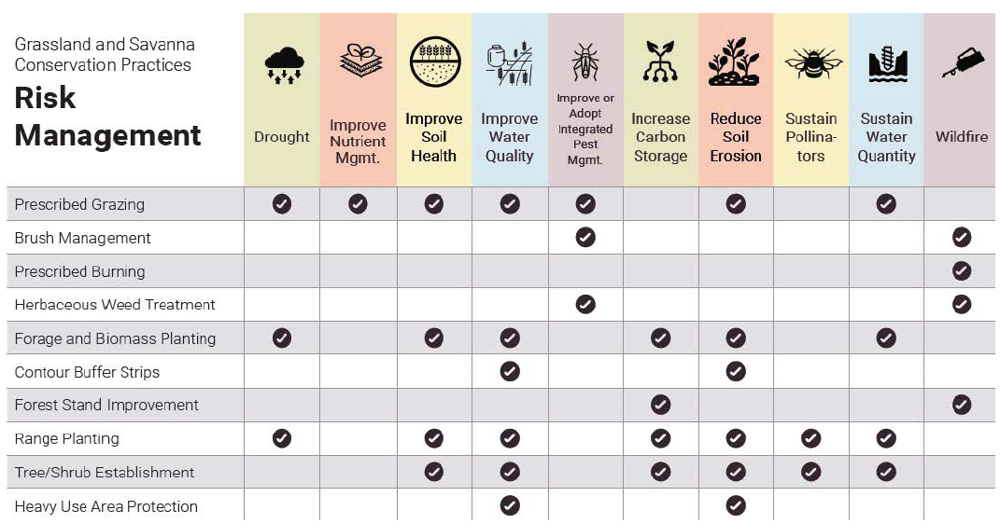 Grassland and Savanna
Conservation Practices
Risk
Management
Drought
Improve
Nutrient
Mgmt.
Improve
Soil
Health
Improve
Water
Quality
Improve or
Adopt
Integrated
Pest
Mgmt.
Increase
Carbon
Storage
Reduce
Soil
Erosion
Sustain
Pollina-
tors
Sustain
Water
Quantity
Wildfire
Prescribed Grazing
Brush Management
Prescribed Burning
Herbaceous Weed Treatment
Forage and Biomass Planting
Contour Buffer Strips
Forest Stand Improvement
Range Planting
Tree/Shrub Establishment
Heavy Use Area Protection